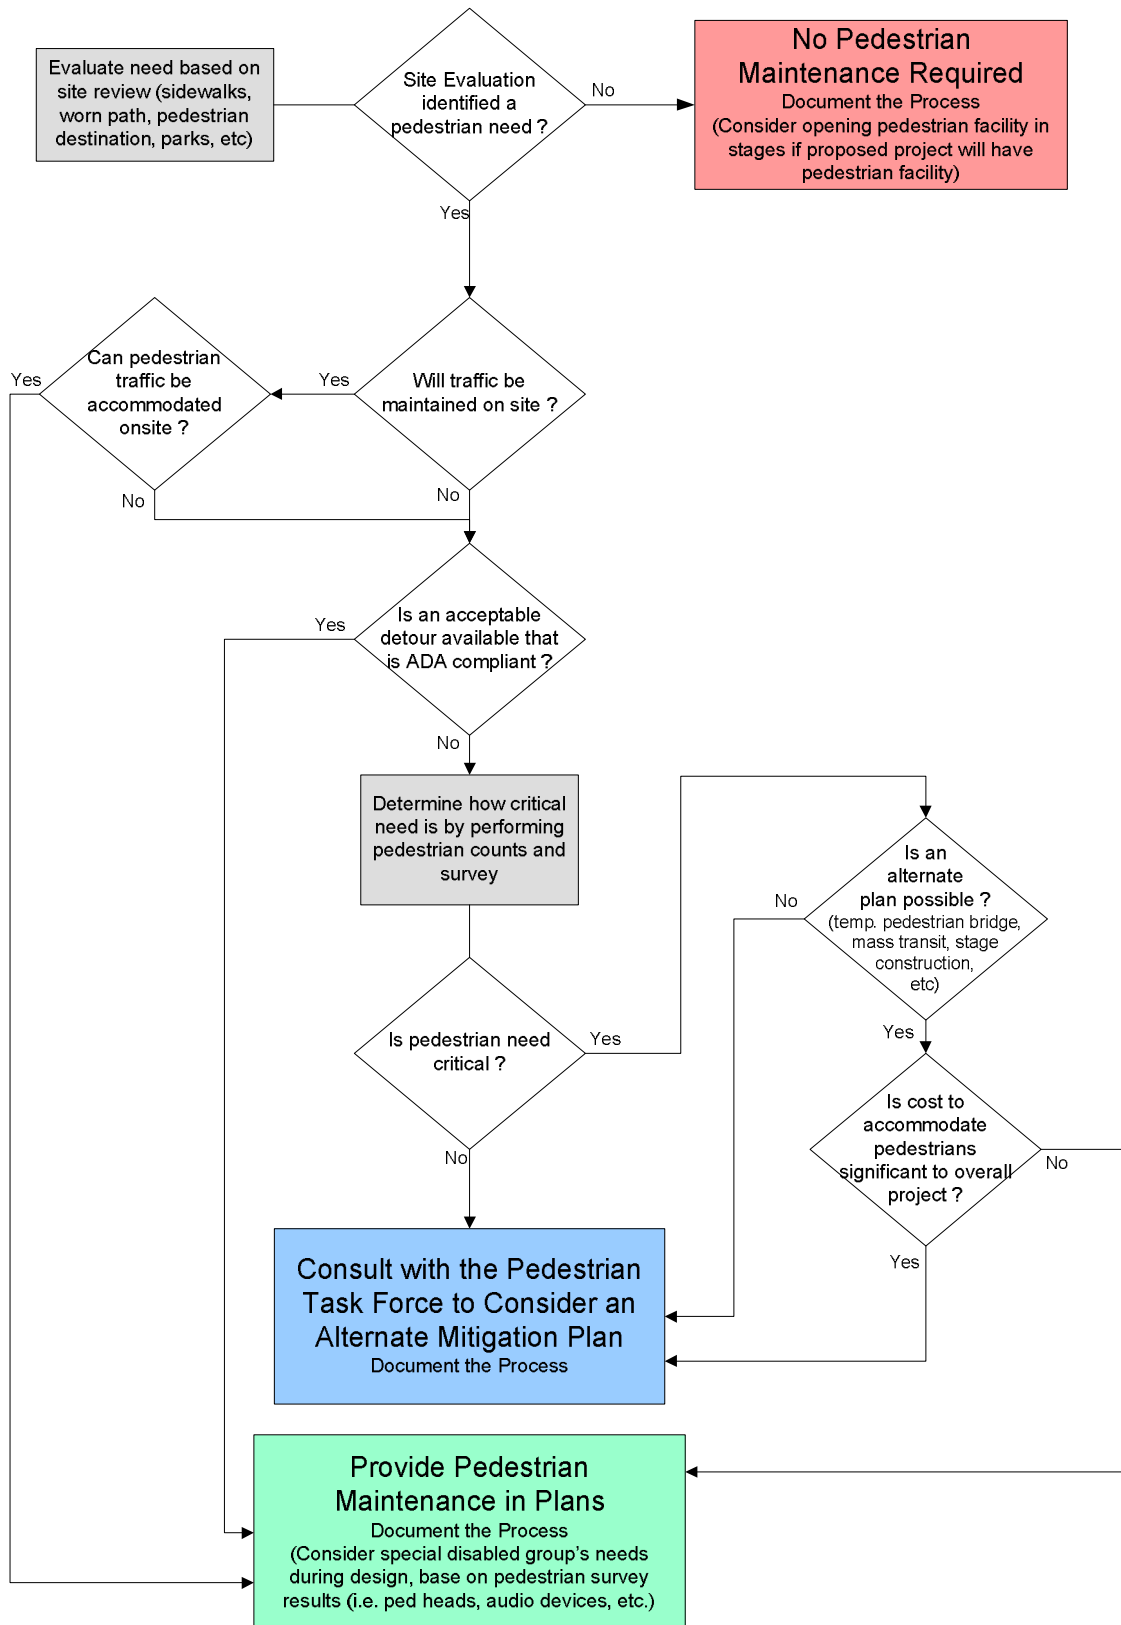 Evaluate need based on
site review (sidewalks,
worn path, pedestrian
destination, parks, etc)
Site Evaluation
identified a
pedestrian need ?
No
No Pedestrian
Maintenance Required
Document the Process
(Consider opening pedestrian facility in
stages if proposed project will have
pedestrian facility)
Yes
Can pedestrian
traffic be
accommodated
onsite ?
Yes
Yes
Will traffic be
maintained on site ?
No
No
Is an acceptable
detour available that
is ADA compliant ?
Yes
No
Determine how critical
need is by performing
pedestrian counts and
survey
Is an
alternate
plan possible ?
(temp. pedestrian bridge,
mass transit, stage
construction,
etc)
No
Yes
Is pedestrian need
critical ?
Yes
No
Is cost to
accommodate
pedestrians
significant to overall
project ?
No
Yes
Consult with the Pedestrian
Task Force to Consider an
Alternate Mitigation Plan
Document the Process
Provide Pedestrian
Maintenance in Plans
Document the Process
(Consider special disabled group's needs
during design, base on pedestrian survey
results (i.e. ped heads, audio devices, etc.)